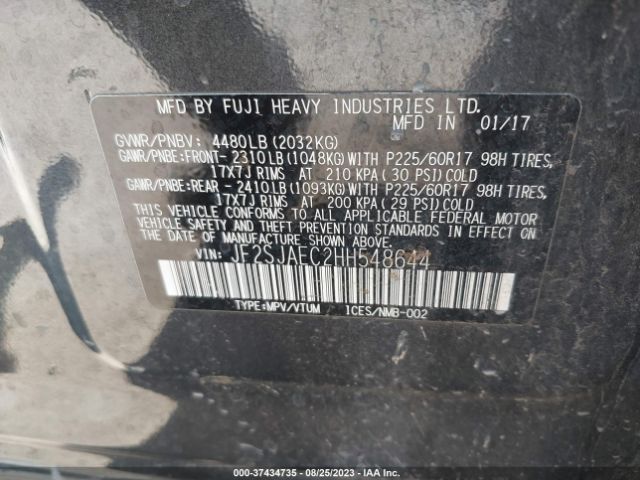 MFD BY FUJI HEAVY INDUSTRIES LTD.
MFD IN 01/17
GVWR/PNBV: 4480LB(2032KG)
GAWR/PNBE:FRONT-2310LB(1048KG)WITH P225/60R17 98H TIRES,
17X7J RIMS AT 210 KPA(30 PSI)COLD
GAWR/PNBE:REAR -2410LB(1093KG)WITH P225/60R17 98H TIRES,
17X7J RIMS AT 200 KPA(29 PSI)COLD
THIS VEHICLE CONFORMS TO ALL APPLICABLE FEDERAL MOTOR
VEHICLE SAFETY AND THEFT PREVENTION STANDARDS IN EFFECT ON
THE DATE OF MANUFACTURE SHOWN ABOVE.
VIN: JF2SJAEC2HH548644
TYPE:MPV/VTUM ICES/NMB-002
000-37434735 - 08/25/2023 - IAA Inc.